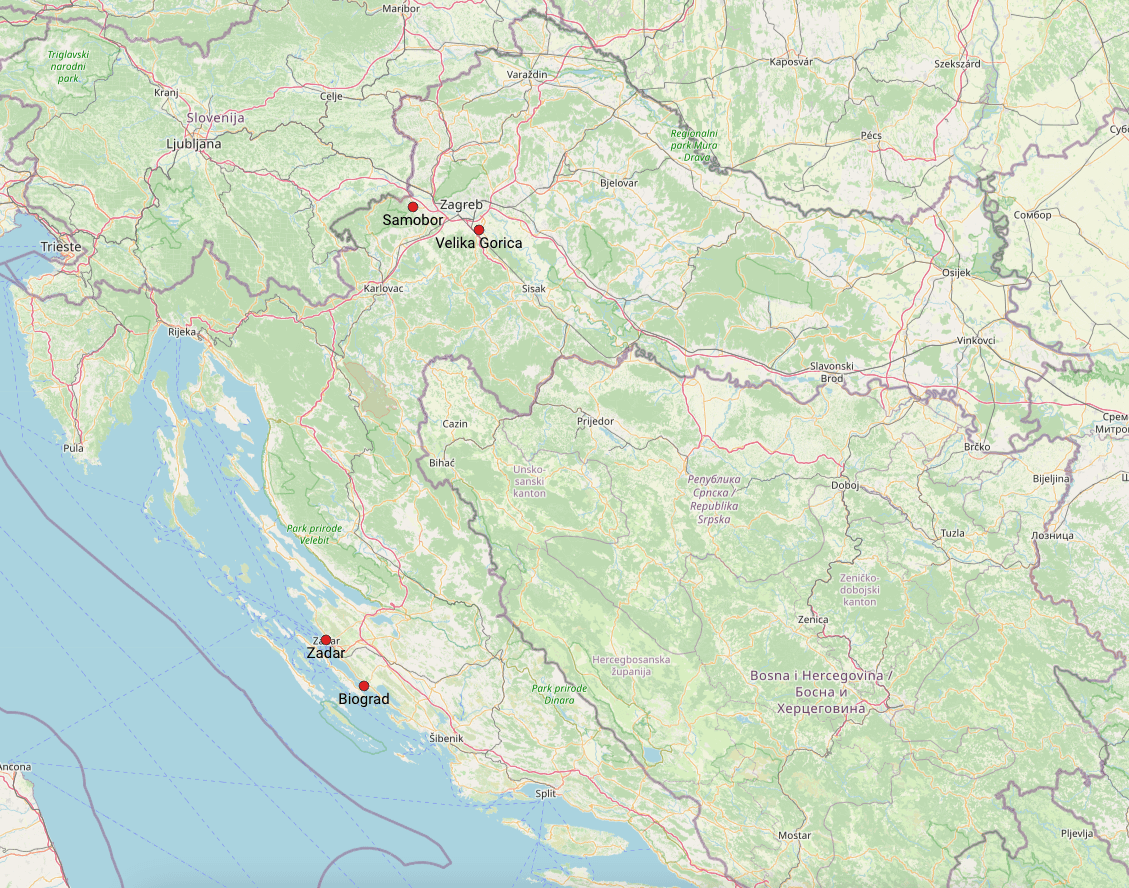 Maribor
Triglavski
narodni
park.
Kaposvár
Szekszárd
Varaždin
Kranj
Celje
Slovenija
Ljubljana
Regionalni
park Mura
- Drava
Pécs
Bjelovar
Zagreb
Samobor
Сомбор
Velika Gorica
Trieste
Osijek
Karlovac
Sisak
Rijeka
Vinkovci
Slavonski
Brod
Cazin
Prijedor
Pula
Brčko
Bihać
Unsko-
sanski
kanton
Република
Српска /
Republika
Srpska
Doboj
Bijeljina
Park prirode
Velebit
Tuzla
Лозница
Zeničko-
dobojski
kanton
Zenica
Zadar
Hercegbosanska
županija
Bosna i Hercegovina /
Босна и
Херцеговина
Park prirode
Dinara
Biograd
Šibenik
Ancona
Split
Mostar
Pljevlja